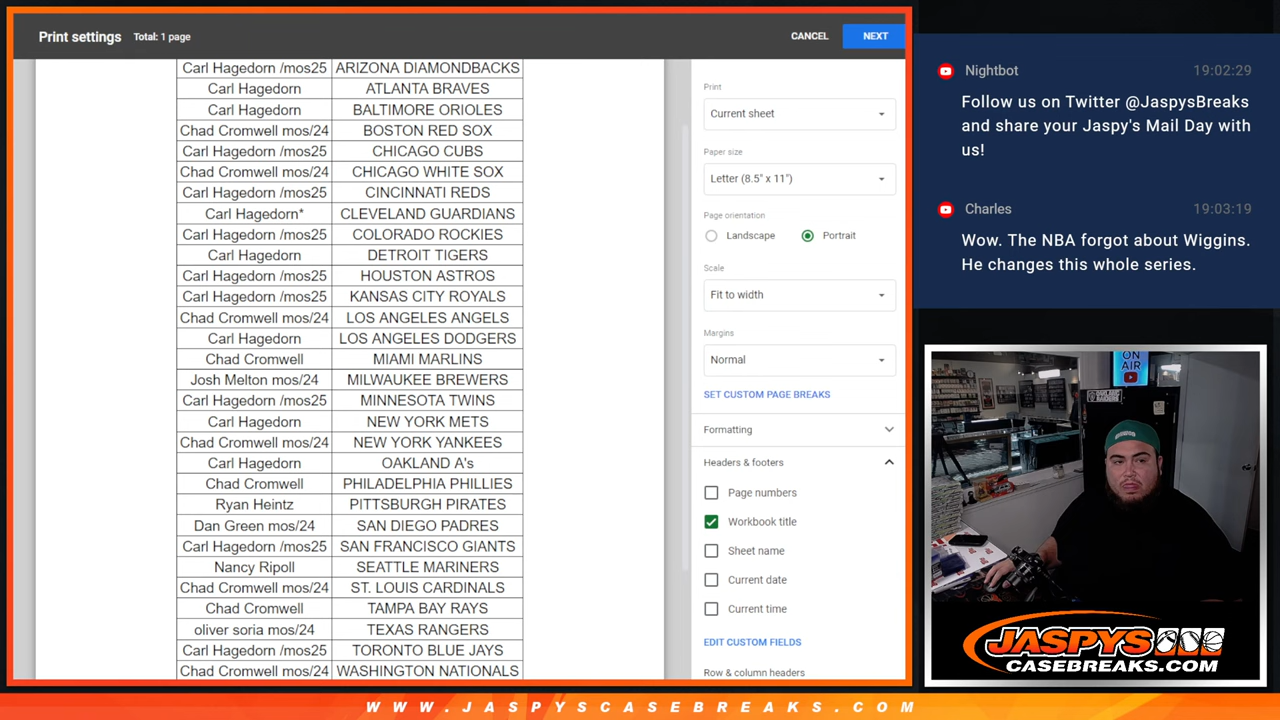 Print settings
Total: 1 page
CANCEL
NEXT
Carl Hagedorn /mos25 ARIZONA DIAMONDBACKS
Carl Hagedorn ATLANTA BRAVES
Carl Hagedorn BALTIMORE ORIOLES
Chad Cromwell mos/24 BOSTON RED SOX
Carl Hagedorn /mos25 CHICAGO CUBS
Chad Cromwell mos/24 CHICAGO WHITE SOX
Carl Hagedorn /mos25 CINCINNATI REDS
Carl Hagedorn* CLEVELAND GUARDIANS
Carl Hagedorn /mos25 COLORADO ROCKIES
Carl Hagedorn DETROIT TIGERS
Carl Hagedorn /mos25 HOUSTON ASTROS
Carl Hagedorn /mos25 KANSAS CITY ROYALS
Chad Cromwell mos/24 LOS ANGELES ANGELS
Carl Hagedorn LOS ANGELES DODGERS
Chad Cromwell MIAMI MARLINS
Josh Melton mos/24 MILWAUKEE BREWERS
Carl Hagedorn /mos25 MINNESOTA TWINS
Carl Hagedorn NEW YORK METS
Chad Cromwell mos/24 NEW YORK YANKEES
Carl Hagedorn OAKLAND A's
Chad Cromwell PHILADELPHIA PHILLIES
Ryan Heintz PITTSBURGH PIRATES
Dan Green mos/24 SAN DIEGO PADRES
Carl Hagedorn /mos25 SAN FRANCISCO GIANTS
Nancy Ripoll SEATTLE MARINERS
Chad Cromwell mos/24 ST. LOUIS CARDINALS
Chad Cromwell TAMPA BAY RAYS
oliver soria mos/24 TEXAS RANGERS
Carl Hagedorn /mos25 TORONTO BLUE JAYS
Chad Cromwell mos/24 WASHINGTON NATIONALS
Print
Current sheet
Paper size
Letter (8.5" x 11")
Page orientation
Landscape
Portrait
Scale
Fit to width
Margins
Normal
SET CUSTOM PAGE BREAKS
Formatting
Headers & footers
Page numbers
Workbook title
Sheet name
Current date
Current time
EDIT CUSTOM FIELDS
Row & column headers
Nightbot 19:02:29
Follow us on Twitter @JaspysBreaks
and share your Jaspy's Mail Day with
us!
Charles 19:03:19
Wow. The NBA forgot about Wiggins.
He changes this whole series.
ON
AIR
JASPYS
CASEBREAKS.COM
WWW.JASPYSCASEBREAKS.COM